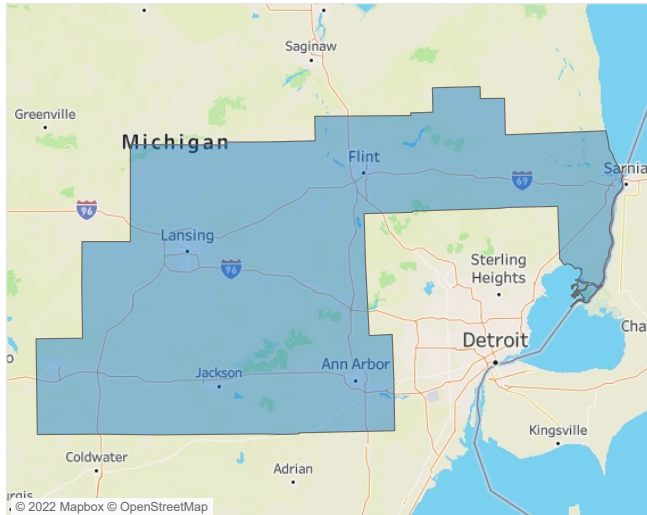 Saginaw
Greenville
Michigan
Flint
69
Sarnia
96
Lansing
96
Sterling
Heights
Cha
o
Detroit
Jackson
Ann Arbor
Kingsville
Coldwater
Adrian
urgis
© 2022 Mapbox © OpenStreetMap